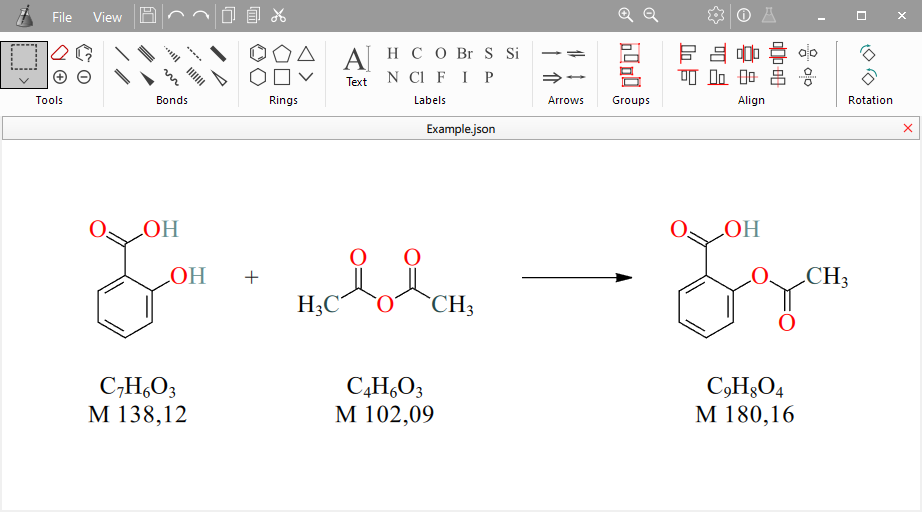 File View
H C O Br S Si
A
Text
N Cl F I P
Tools Bonds Rings Labels Arrows Groups Align Rotation
Example.json
O OH
O OH
O O
OH
+
O CH₃
H₃C O CH₃
O
C₇H₆O₃
C₄H₆O₃
C₉H₈O₄
M 138,12
M 102,09
M 180,16